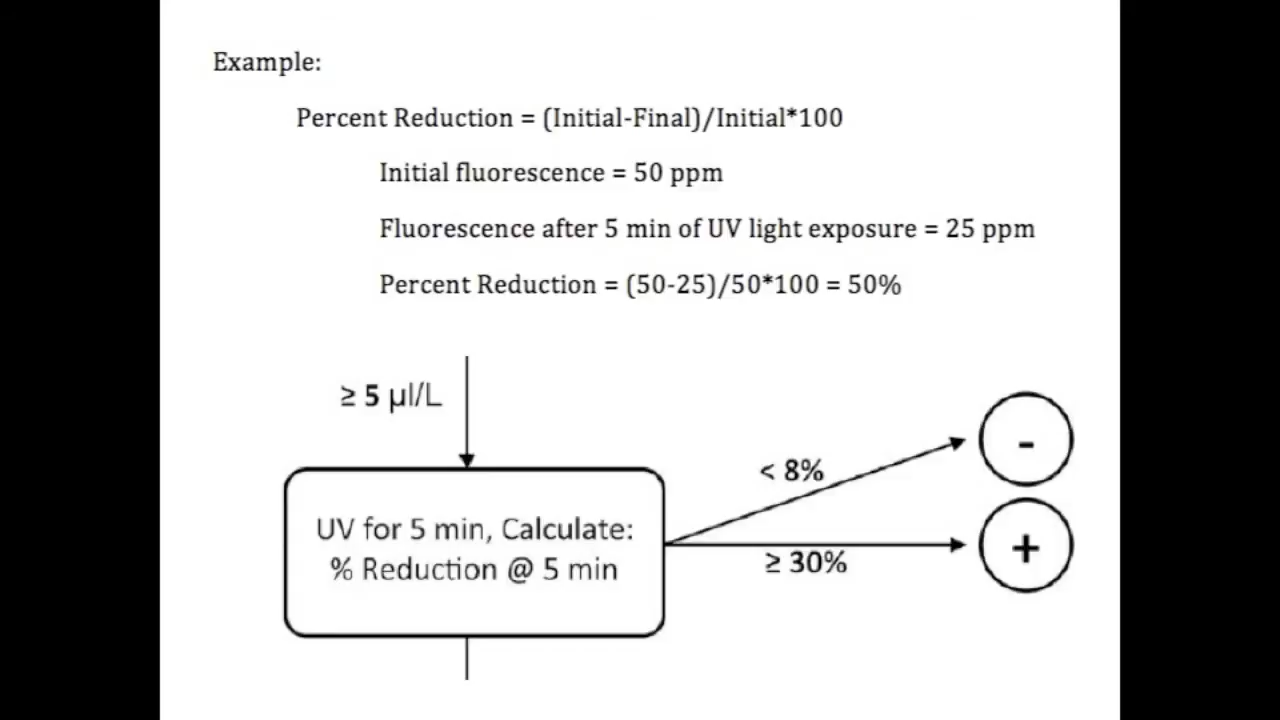 Example:
Percent Reduction = (Initial-Final)/Initial*100
Initial fluorescence = 50 ppm
Fluorescence after 5 min of UV light exposure = 25 ppm
Percent Reduction = (50-25)/50*100 = 50%
≥ 5 µl/L
< 8%
-
UV for 5 min, Calculate:
% Reduction @ 5 min
≥ 30%
+